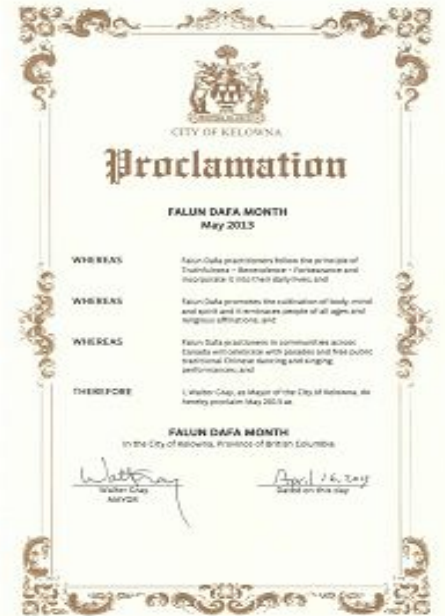 CITY OF KELOWNA
Proclamation
FALUN DAFA MONTH
May 2013
WHEREAS
Falun Dafa practitioners follow the principle of
Truthfulness – Benevolence – Forbearance and
incorporate it into their daily lives; and
WHEREAS
Falun Dafa promotes the cultivation of body, mind
and spirit and it embraces people of all ages and
religious affiliations; and
WHEREAS
Falun Dafa practitioners in communities across
Canada will celebrate with parades and free public
traditional Chinese dancing and singing
performances; and
THEREFORE
I, Walter Gray, as Mayor of the City of Kelowna, do
hereby proclaim May 2013 as
FALUN DAFA MONTH
In the City of Kelowna, Province of British Columbia
April 16, 2013
Walter Gray
MAYOR
Dated on this day